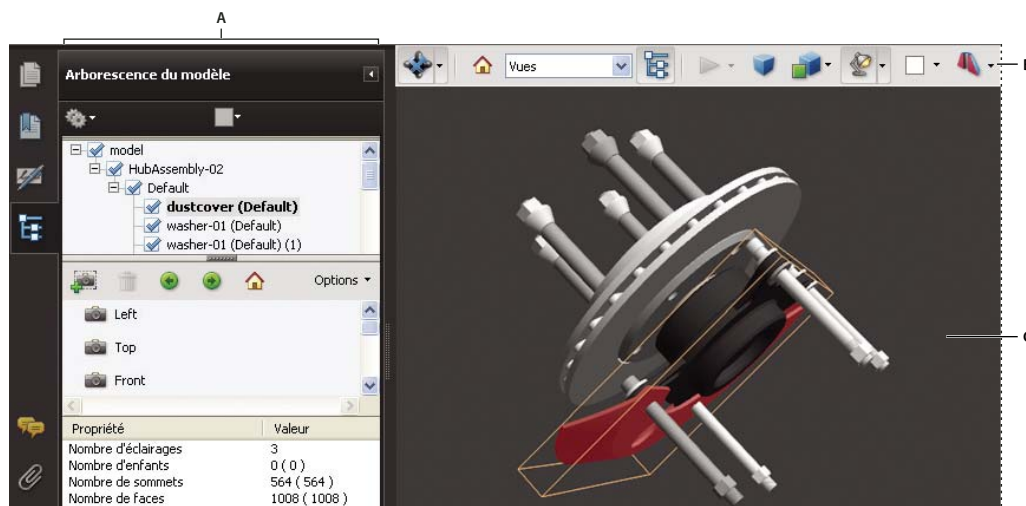 A
Arborescence du modèle
Vues
model
HubAssembly-02
Default
dustcover (Default)
washer-01 (Default)
washer-01 (Default) (1)
Options
Left
Top
Front
Propriété Valeur
Nombre d'éclairages 3
Nombre d'enfants 0 ( 0 )
Nombre de sommets 564 ( 564 )
Nombre de faces 1008 ( 1008 )